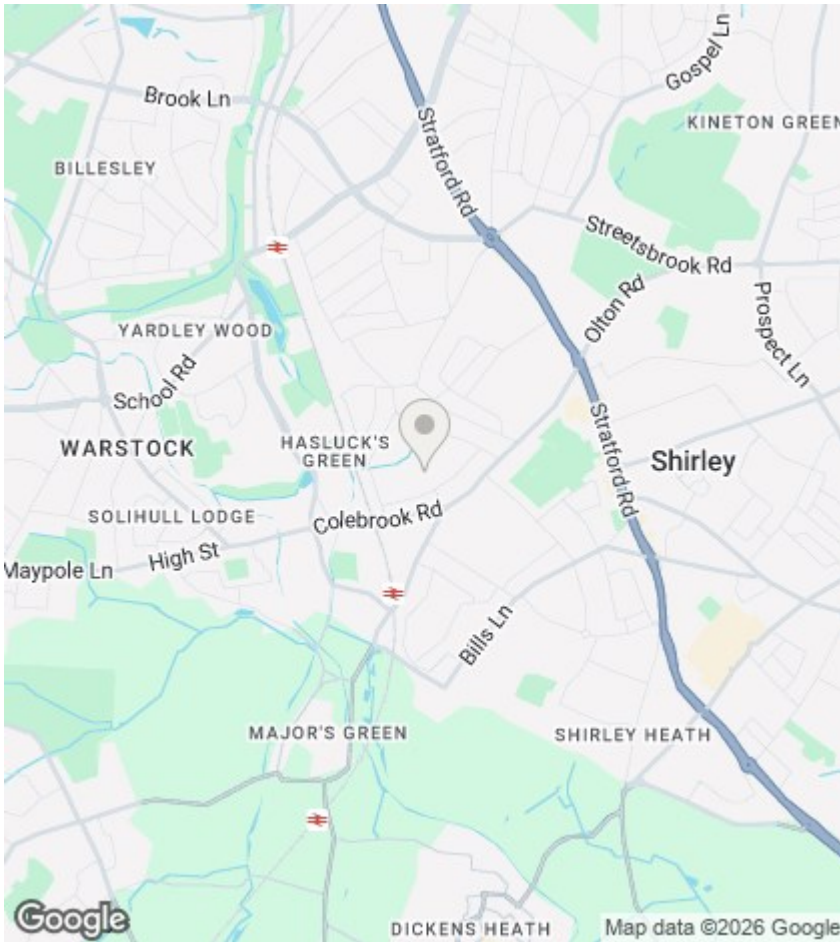 Gospel Ln
Brook Ln
KINETON GREEN
Stratford Rd
BILLESLEY
Streetsbrook Rd
Olton Rd
Prospect Ln
YARDLEY WOOD
School Rd
Stratford Rd
HASLUCK'S
GREEN
WARSTOCK
Shirley
SOLIHULL LODGE
Colebrook Rd
High St
Maypole Ln
Bills Ln
MAJOR'S GREEN
SHIRLEY HEATH
Google
DICKENS HEATH
Map data ©2026 Google